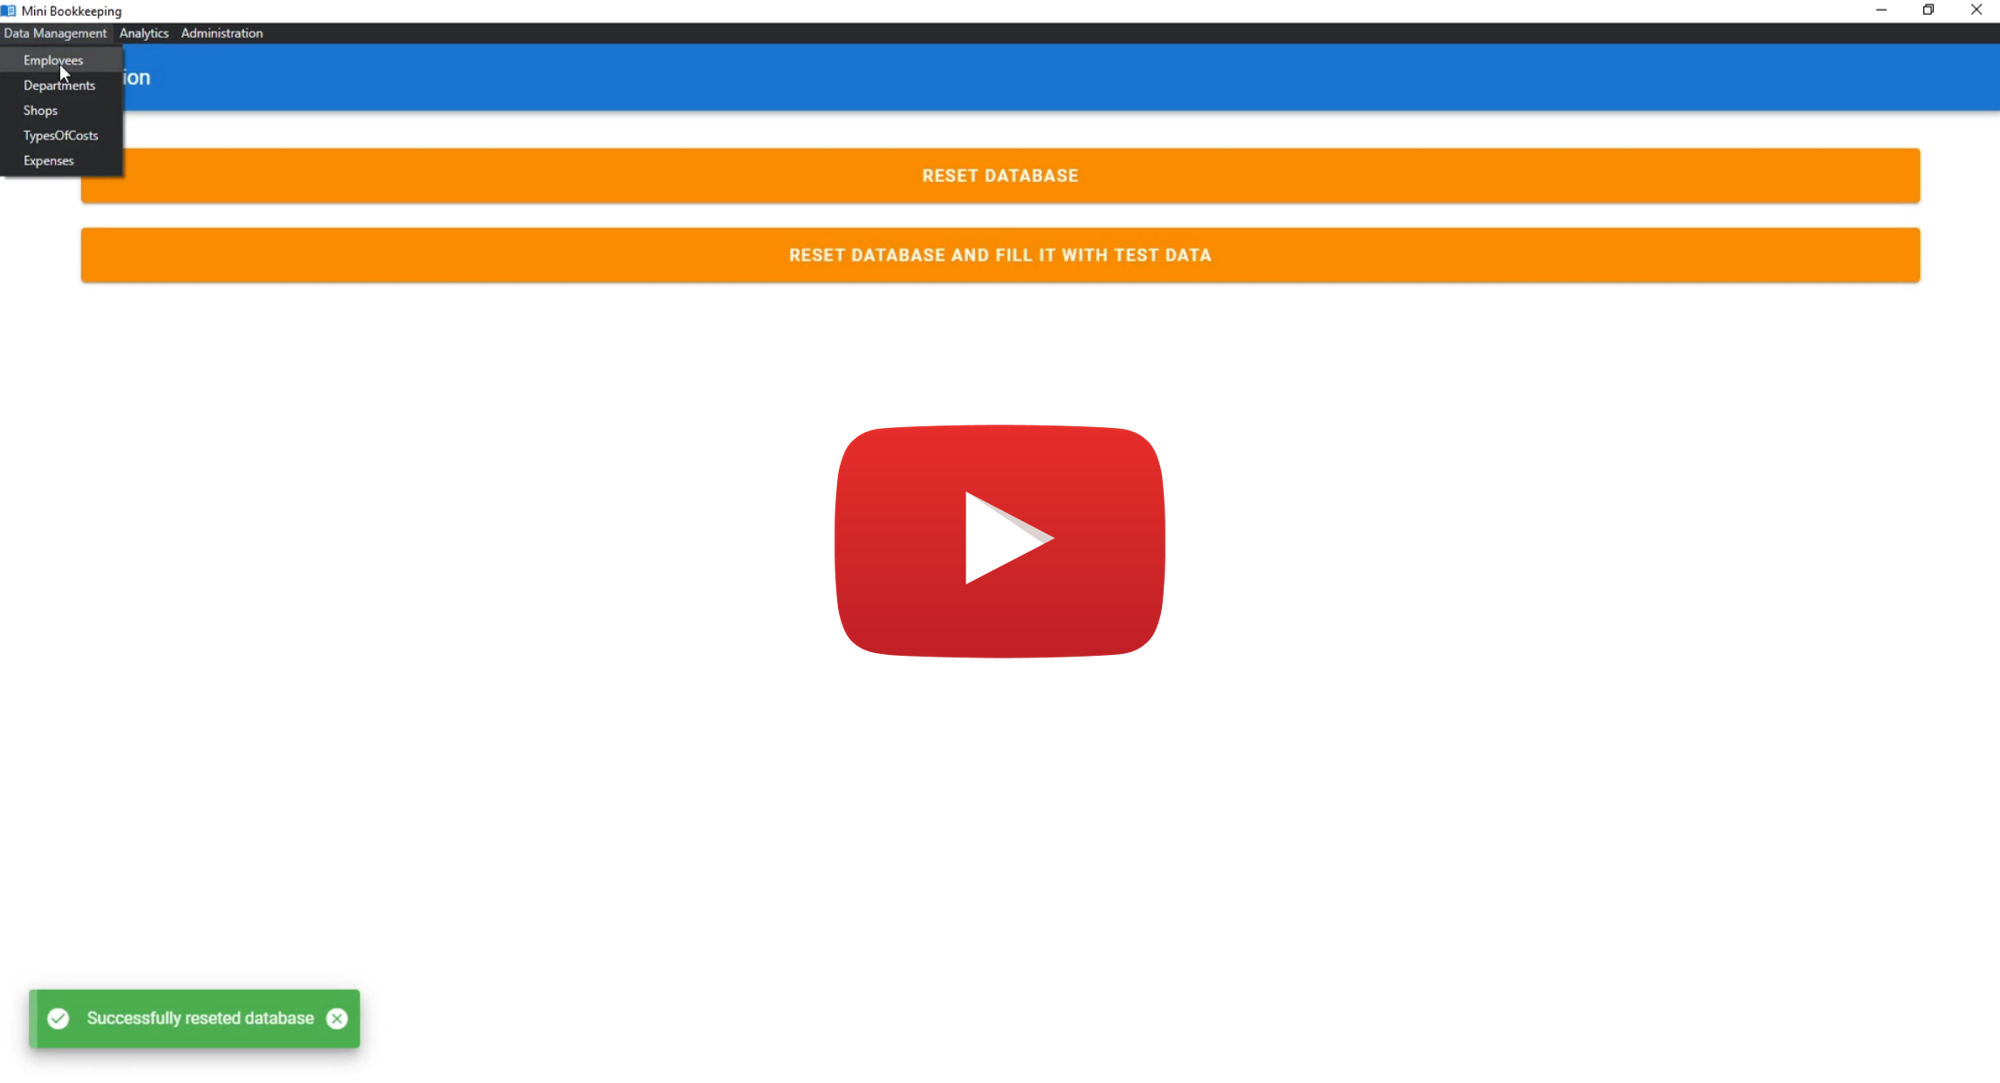 Mini Bookkeeping
Data Management Analytics Administration
Employees
ion
Departments
Shops
TypesOfCosts
Expenses
RESET DATABASE
RESET DATABASE AND FILL IT WITH TEST DATA
Successfully reseted database